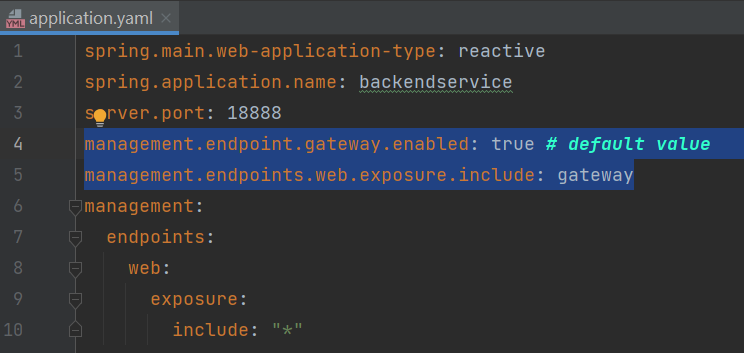 YML application.yaml ×
1 spring.main.web-application-type: reactive
2 spring.application.name: backendservice
3 server.port: 18888
4 management.endpoint.gateway.enabled: true # default value
5 management.endpoints.web.exposure.include: gateway
6 management:
7 endpoints:
8 web:
9 exposure:
10 include: "*"